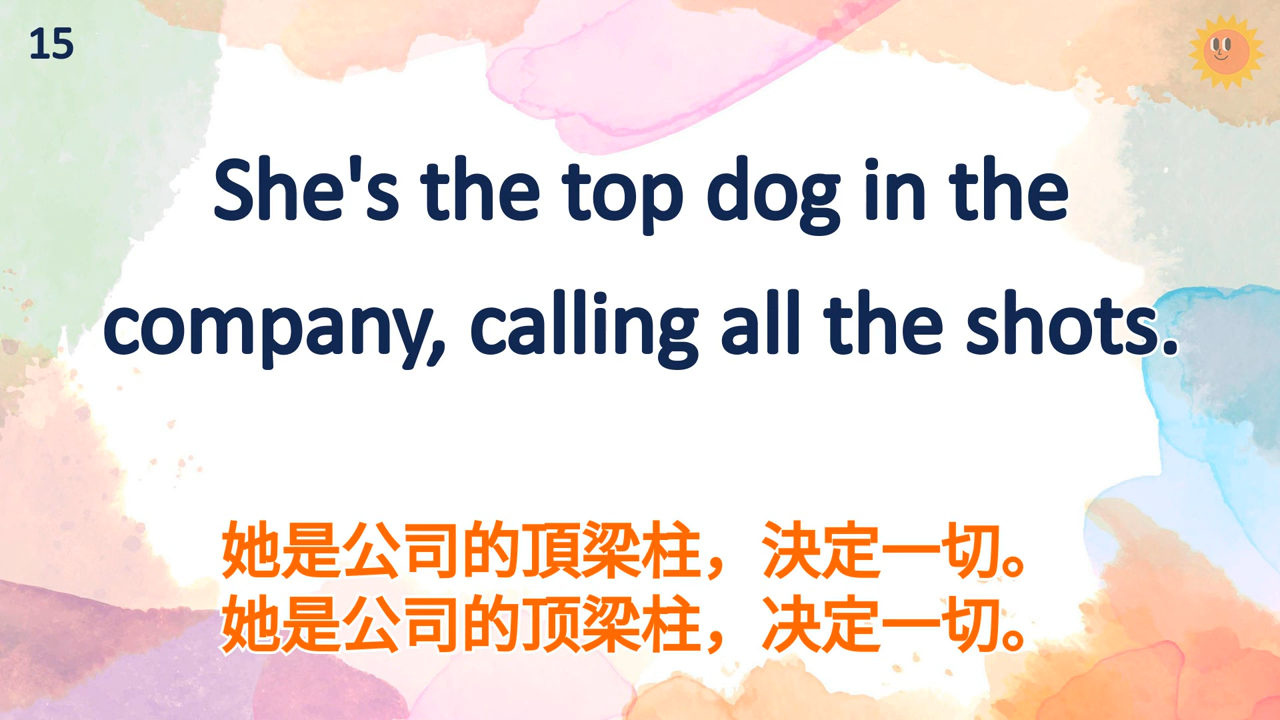 15
She's the top dog in the
company, calling all the shots.
她是公司的頂梁柱，決定一切。
她是公司的顶梁柱，决定一切。